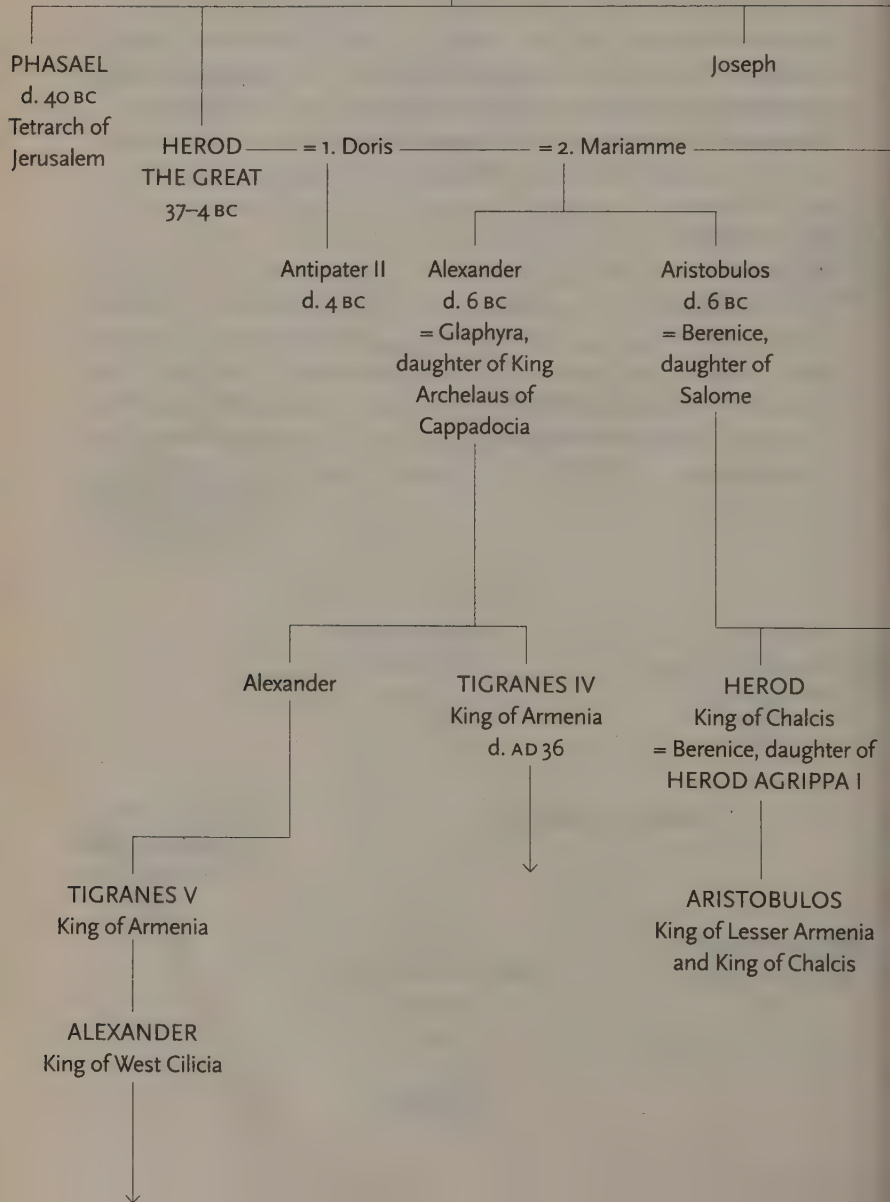 PHASAEL
d. 40 BC
Tetrarch of
Jerusalem
Joseph
HEROD
THE GREAT
37–4 BC
= 1. Doris
= 2. Mariamme
Antipater II
d. 4 BC
Alexander
d. 6 BC
= Glaphyra,
daughter of King
Archelaus of
Cappadocia
Aristobulos
d. 6 BC
= Berenice,
daughter of
Salome
Alexander
TIGRANES IV
King of Armenia
d. AD 36
HEROD
King of Chalcis
= Berenice, daughter of
HEROD AGRIPPA I
TIGRANES V
King of Armenia
ARISTOBULOS
King of Lesser Armenia
and King of Chalcis
ALEXANDER
King of West Cilicia